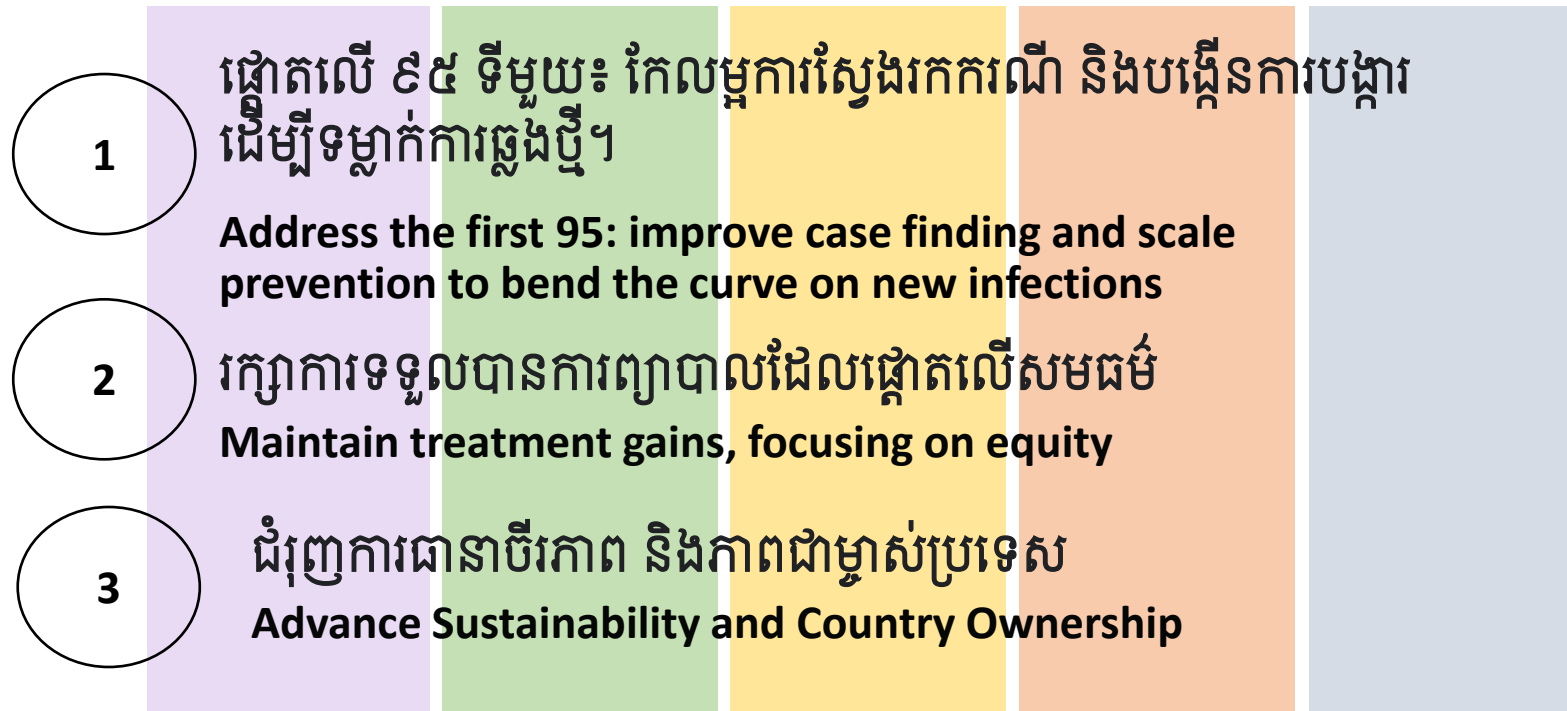 1
ផ្តោតលើ ៩៥ ទីមួយ៖ កែលម្អការស្វែងរកករណី និងបង្កើនការបង្ការ
ដើម្បីទម្លាក់ការឆ្លងថ្មី។
Address the first 95: improve case finding and scale
prevention to bend the curve on new infections
2
រក្សាការទទួលបានការព្យាបាលដែលផ្តោតលើសមធម៌
Maintain treatment gains, focusing on equity
3
ជំរុញការធានាចីរភាព និងភាពជាម្ចាស់ប្រទេស
Advance Sustainability and Country Ownership